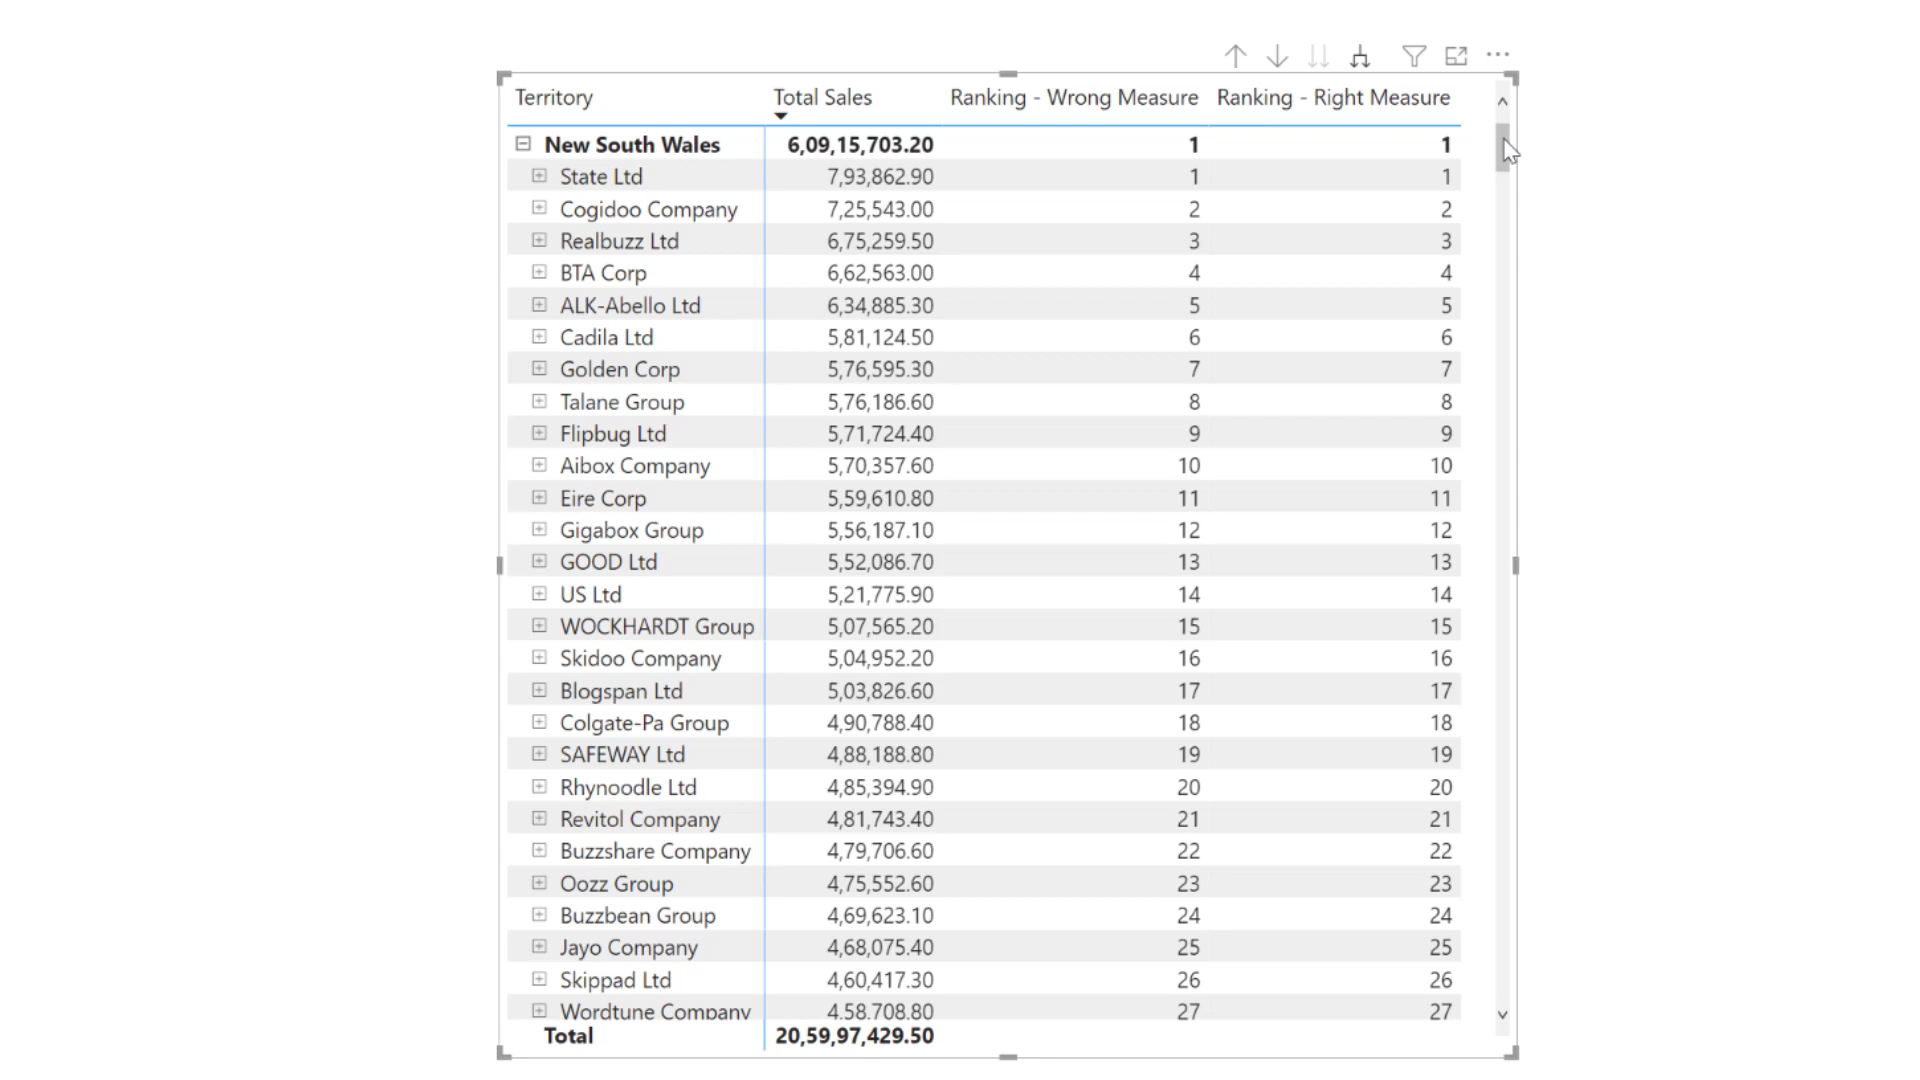 Territory Total Sales Ranking - Wrong Measure Ranking - Right Measure
New South Wales 6,09,15,703.20 1 1
State Ltd 7,93,862.90 1 1
Cogidoo Company 7,25,543.00 2 2
Realbuzz Ltd 6,75,259.50 3 3
BTA Corp 6,62,563.00 4 4
ALK-Abello Ltd 6,34,885.30 5 5
Cadila Ltd 5,81,124.50 6 6
Golden Corp 5,76,595.30 7 7
Talane Group 5,76,186.60 8 8
Flipbug Ltd 5,71,724.40 9 9
Aibox Company 5,70,357.60 10 10
Eire Corp 5,59,610.80 11 11
Gigabox Group 5,56,187.10 12 12
GOOD Ltd 5,52,086.70 13 13
US Ltd 5,21,775.90 14 14
WOCKHARDT Group 5,07,565.20 15 15
Skidoo Company 5,04,952.20 16 16
Blogspan Ltd 5,03,826.60 17 17
Colgate-Pa Group 4,90,788.40 18 18
SAFEWAY Ltd 4,88,188.80 19 19
Rhynoodle Ltd 4,85,394.90 20 20
Revitol Company 4,81,743.40 21 21
Buzzshare Company 4,79,706.60 22 22
Oozz Group 4,75,552.60 23 23
Buzzbean Group 4,69,623.10 24 24
Jayo Company 4,68,075.40 25 25
Skippad Ltd 4,60,417.30 26 26
Wordtune Company 4,58,708.80 27 27
Total 20,59,97,429.50